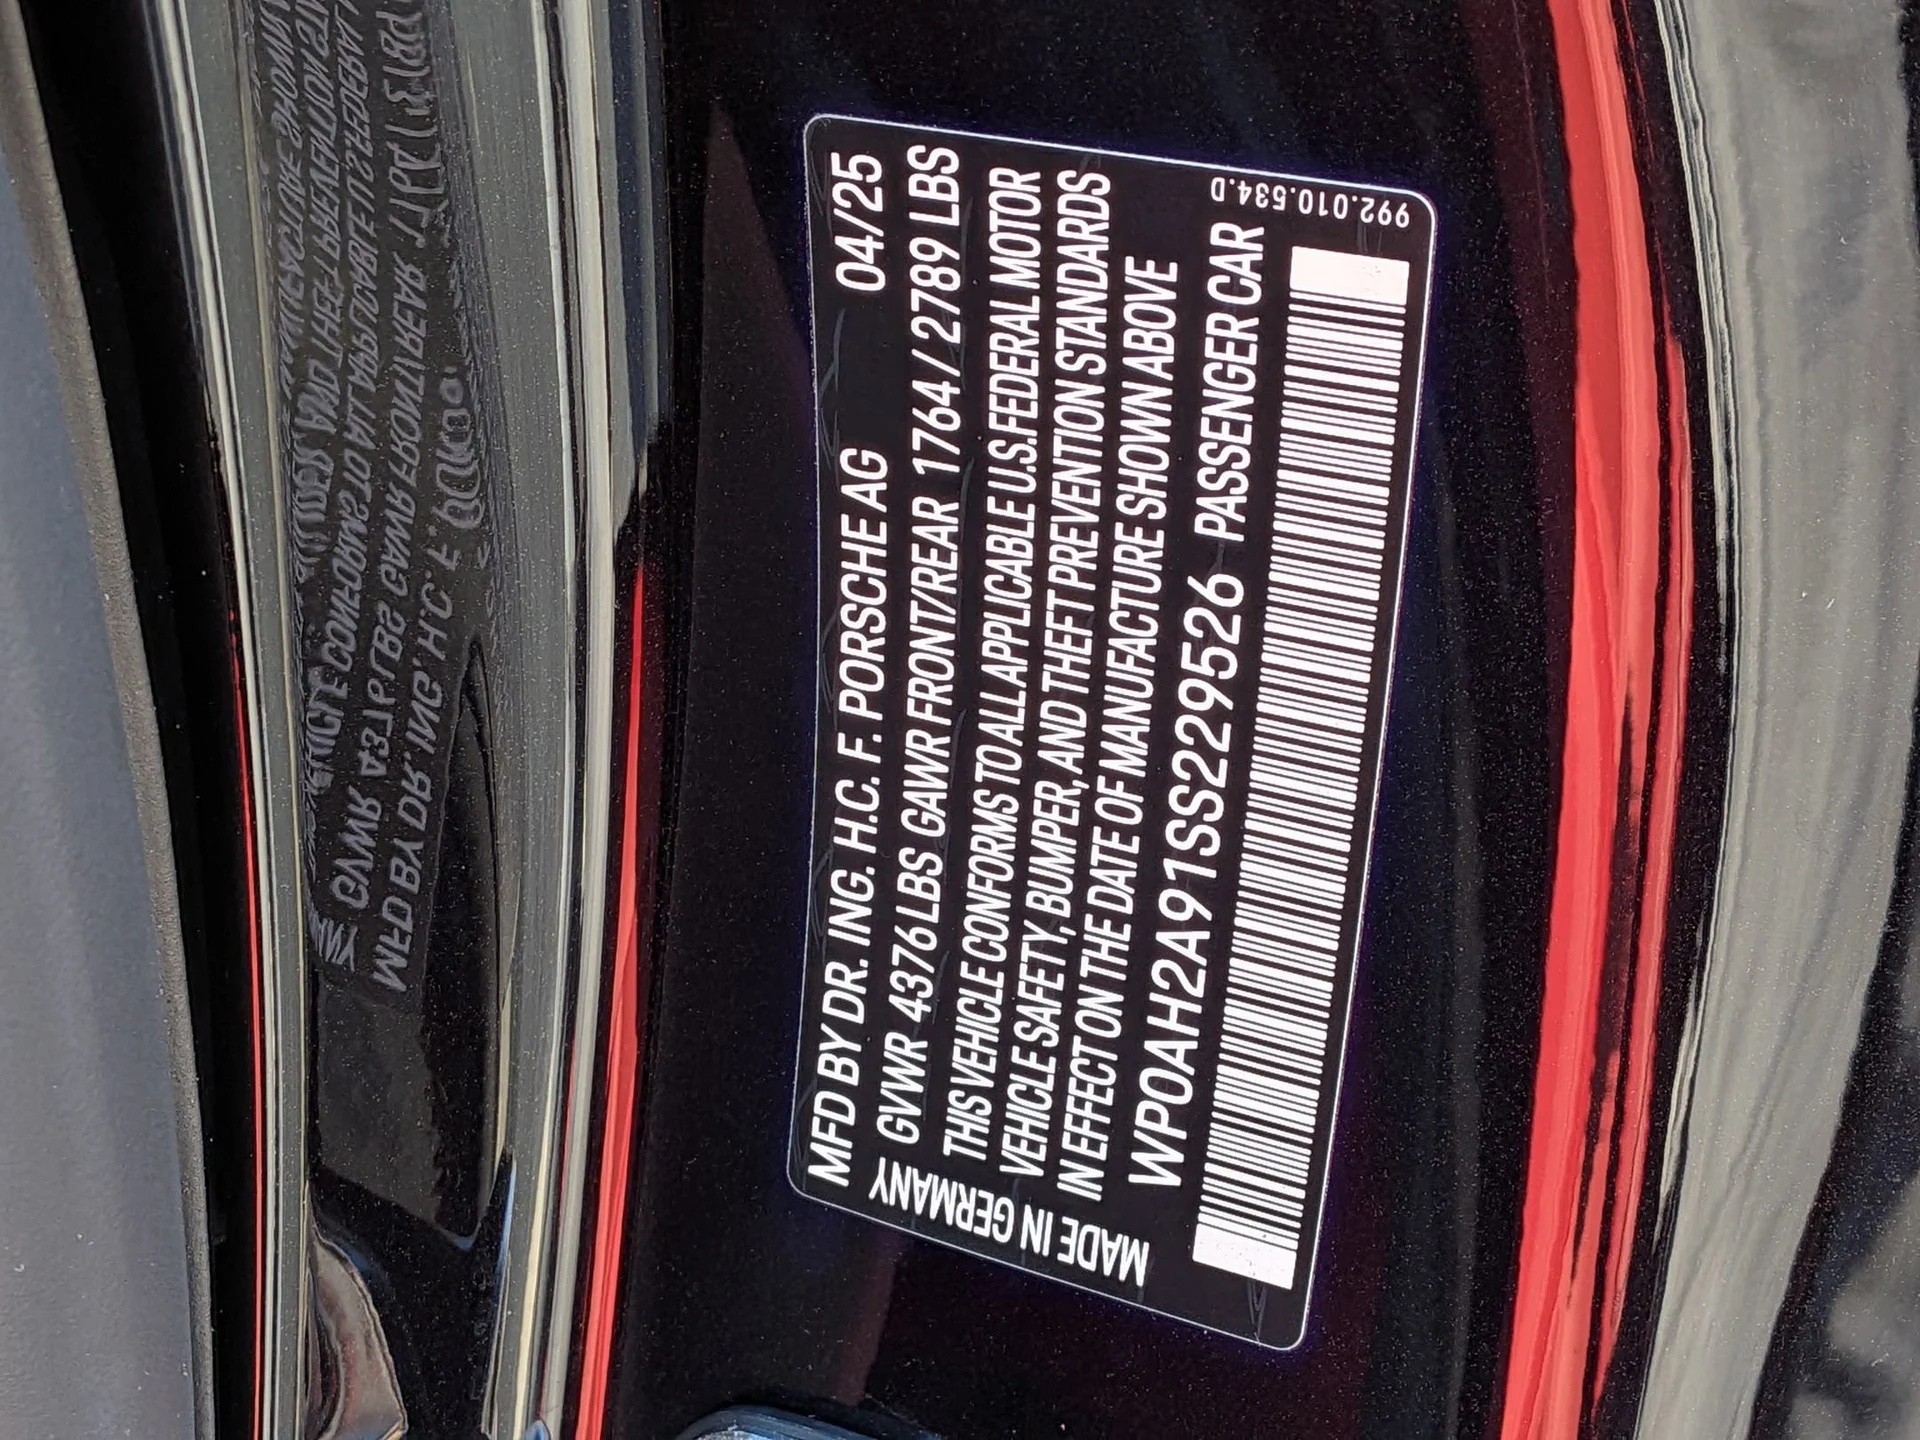 MFD BY DR. ING. H.C. F. PORSCHE AG 04/25
GVWR 4376 LBS GAWR FRONT/REAR 1764 / 2789 LBS
THIS VEHICLE CONFORMS TO ALL APPLICABLE U.S.FEDERAL MOTOR
VEHICLE SAFETY, BUMPER, AND THEFT PREVENTION STANDARDS
IN EFFECT ON THE DATE OF MANUFACTURE SHOWN ABOVE
WP0AH2A91SS229526 PASSENGER CAR
MADE IN GERMANY
992.010.534.D